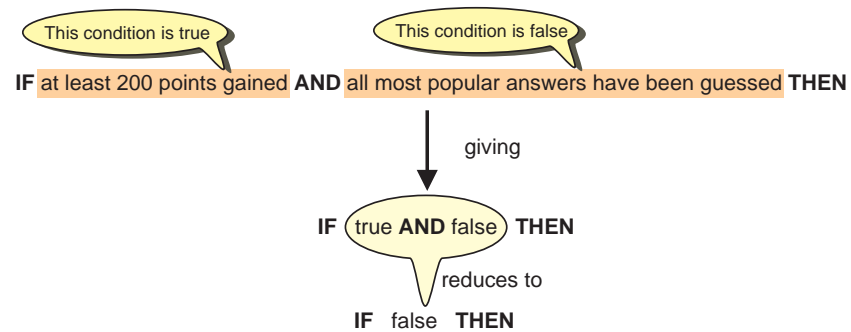 This condition is true
This condition is false
IF at least 200 points gained AND all most popular answers have been guessed THEN
giving
IF true AND false THEN
reduces to
IF false THEN